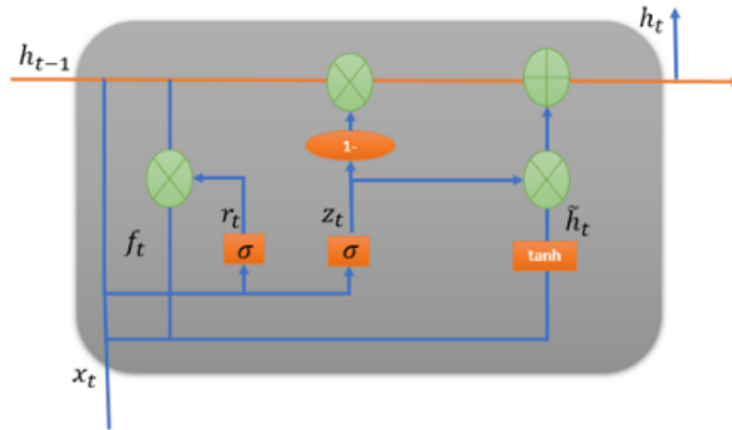 h_t
h_{t−1}
1-
r_t
z_t
h̃_t
f_t
σ
σ
tanh
x_t